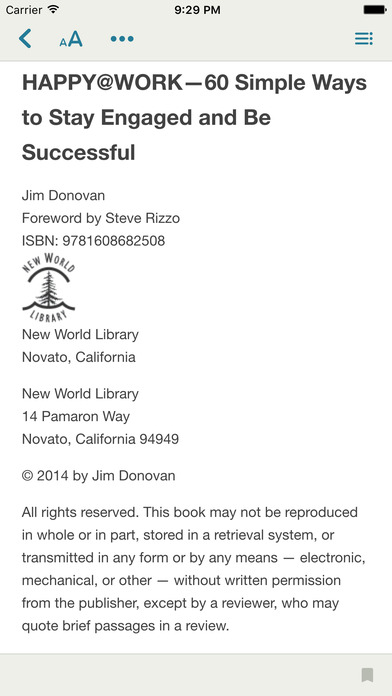 Carrier 9:29 PM
AA
HAPPY@WORK—60 Simple Ways
to Stay Engaged and Be
Successful
Jim Donovan
Foreword by Steve Rizzo
ISBN: 9781608682508
NEW WORLD
LIBRARY
New World Library
Novato, California
New World Library
14 Pamaron Way
Novato, California 94949
© 2014 by Jim Donovan
All rights reserved. This book may not be reproduced
in whole or in part, stored in a retrieval system, or
transmitted in any form or by any means — electronic,
mechanical, or other — without written permission
from the publisher, except by a reviewer, who may
quote brief passages in a review.